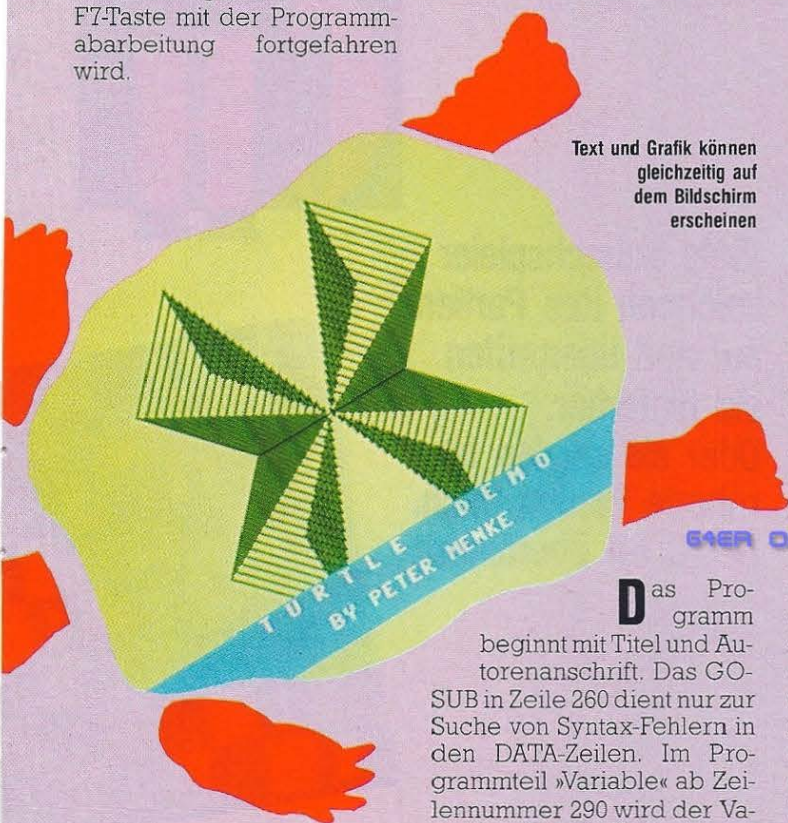 F7-Taste mit der Programm-
abarbeitung fortgefahren
wird.
Text und Grafik können
gleichzeitig auf
dem Bildschirm
erscheinen
TURTLE DEMO
BY PETER MENKE
64ER O
Das Pro-
gramm
beginnt mit Titel und Au-
torenanschrift. Das GO-
SUB in Zeile 260 dient nur zur
Suche von Syntax-Fehlern in
den DATA-Zeilen. Im Pro-
grammteil »Variable« ab Zei-
lennummer 290 wird der Va-